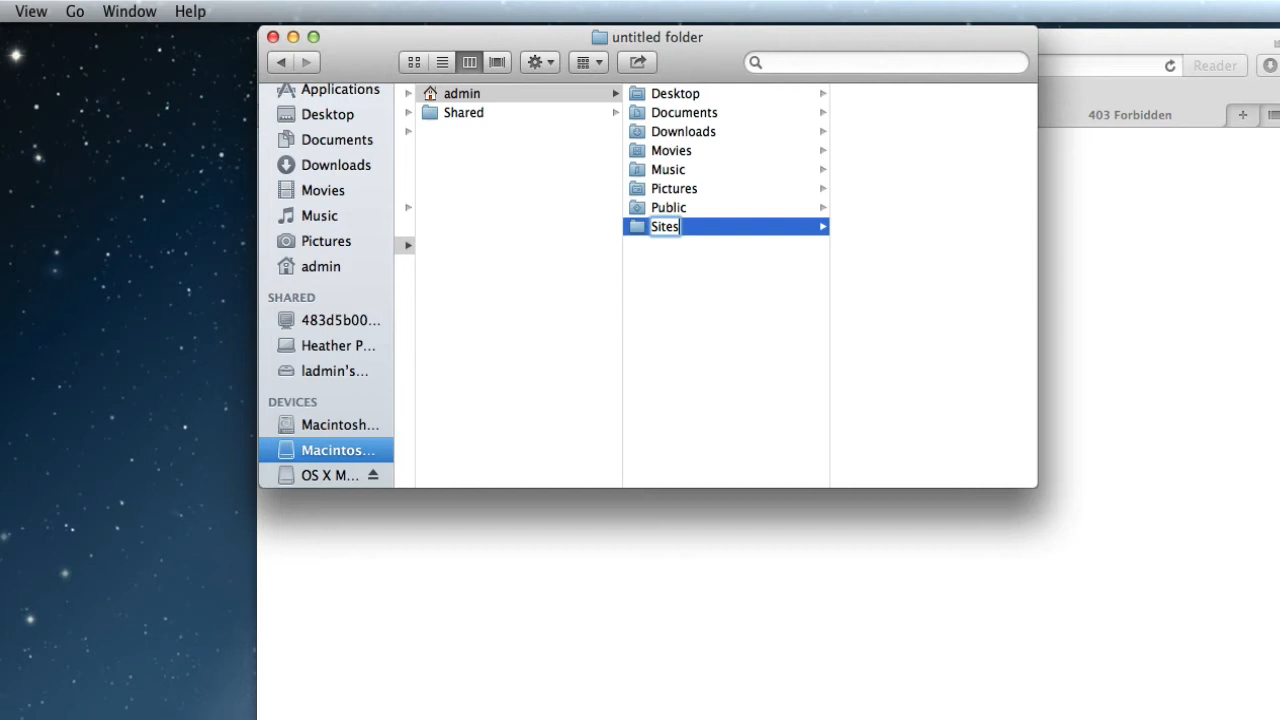 View Go Window Help
untitled folder
Reader
403 Forbidden
Applications
Desktop
Documents
Downloads
Movies
Music
Pictures
admin
SHARED
483d5b00...
Heather P...
ladmin's...
DEVICES
Macintosh...
Macintos...
OS X M...
admin
Shared
Desktop
Documents
Downloads
Movies
Music
Pictures
Public
Sites